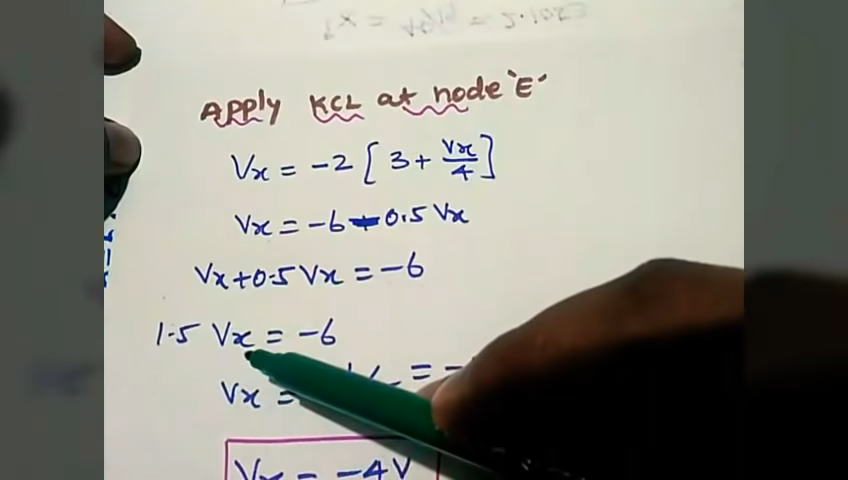 Apply KCL at node 'E'
Vx = -2 [ 3 + Vx/4 ]
Vx = -6 - 0.5 Vx
Vx + 0.5 Vx = -6
1.5 Vx = -6
Vx =
Vx = -4V